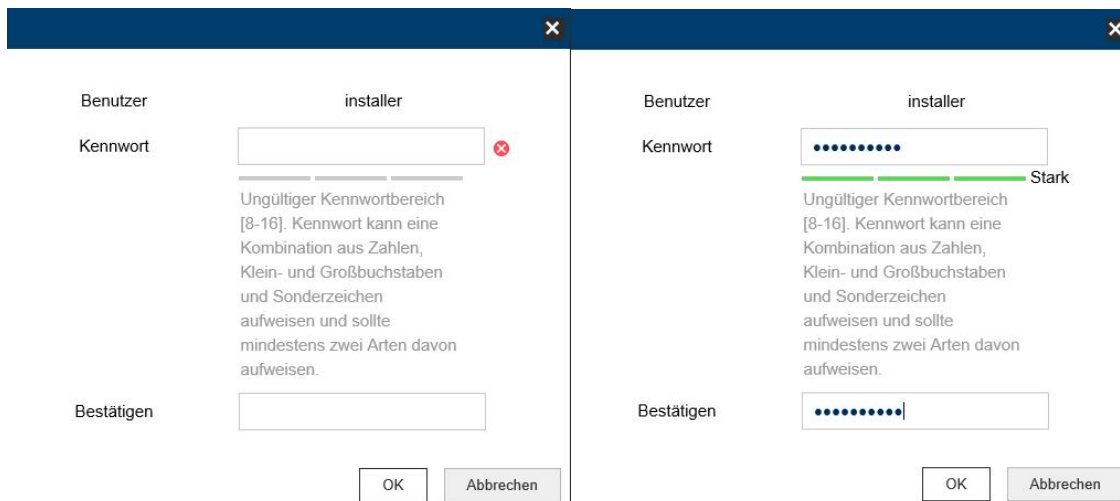 Benutzer installer
Kennwort
Ungültiger Kennwortbereich
[8-16]. Kennwort kann eine
Kombination aus Zahlen,
Klein- und Großbuchstaben
und Sonderzeichen
aufweisen und sollte
mindestens zwei Arten davon
aufweisen.
Bestätigen
OK Abbrechen
Benutzer installer
Kennwort ••••••••••
Stark
Ungültiger Kennwortbereich
[8-16]. Kennwort kann eine
Kombination aus Zahlen,
Klein- und Großbuchstaben
und Sonderzeichen
aufweisen und sollte
mindestens zwei Arten davon
aufweisen.
Bestätigen ••••••••••
OK Abbrechen